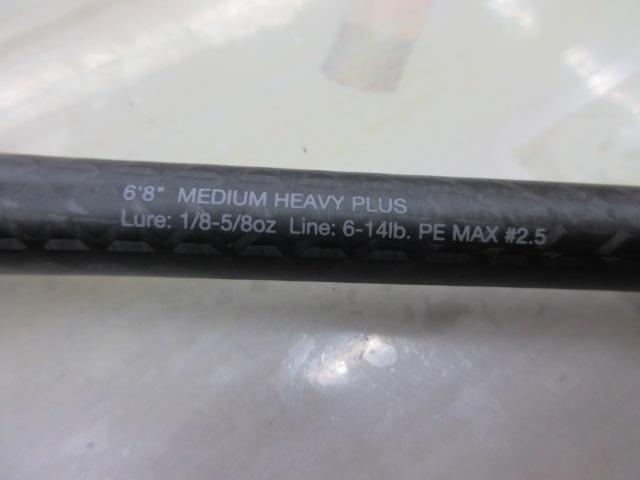 6'8" MEDIUM HEAVY PLUS
Lure: 1/8-5/8oz Line: 6-14lb. PE MAX #2.5